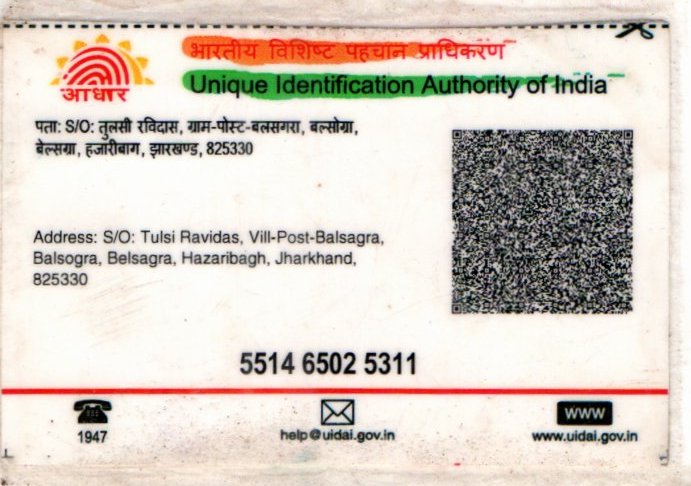 भारतीय विशिष्ट पहचान प्राधिकरण
Unique Identification Authority of India
आधार
पता: S/O: तुलसी रविदास, ग्राम-पोस्ट-बलसगरा, बल्सोग्रा,
बेल्सग्रा, हजारीबाग, झारखण्ड, 825330
Address: S/O: Tulsi Ravidas, Vill-Post-Balsagra,
Balsogra, Belsagra, Hazaribagh, Jharkhand,
825330
5514 6502 5311
1947
help@uidai.gov.in
WWW
www.uidai.gov.in